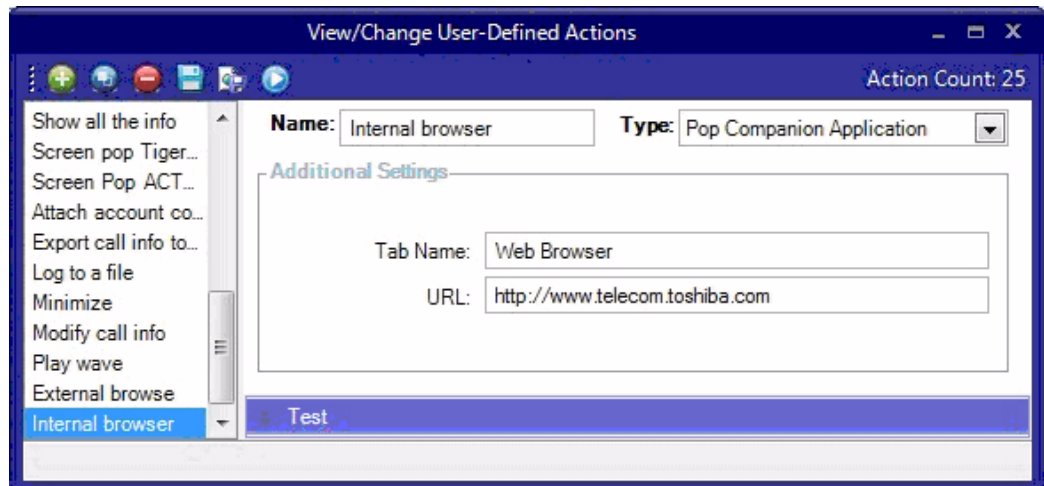 View/Change User-Defined Actions
Action Count: 25
Show all the info
Screen pop Tiger...
Screen Pop ACT...
Attach account co...
Export call info to...
Log to a file
Minimize
Modify call info
Play wave
External browse
Internal browser
Name: Internal browser Type: Pop Companion Application
Additional Settings
Tab Name: Web Browser
URL: http://www.telecom.toshiba.com
Test